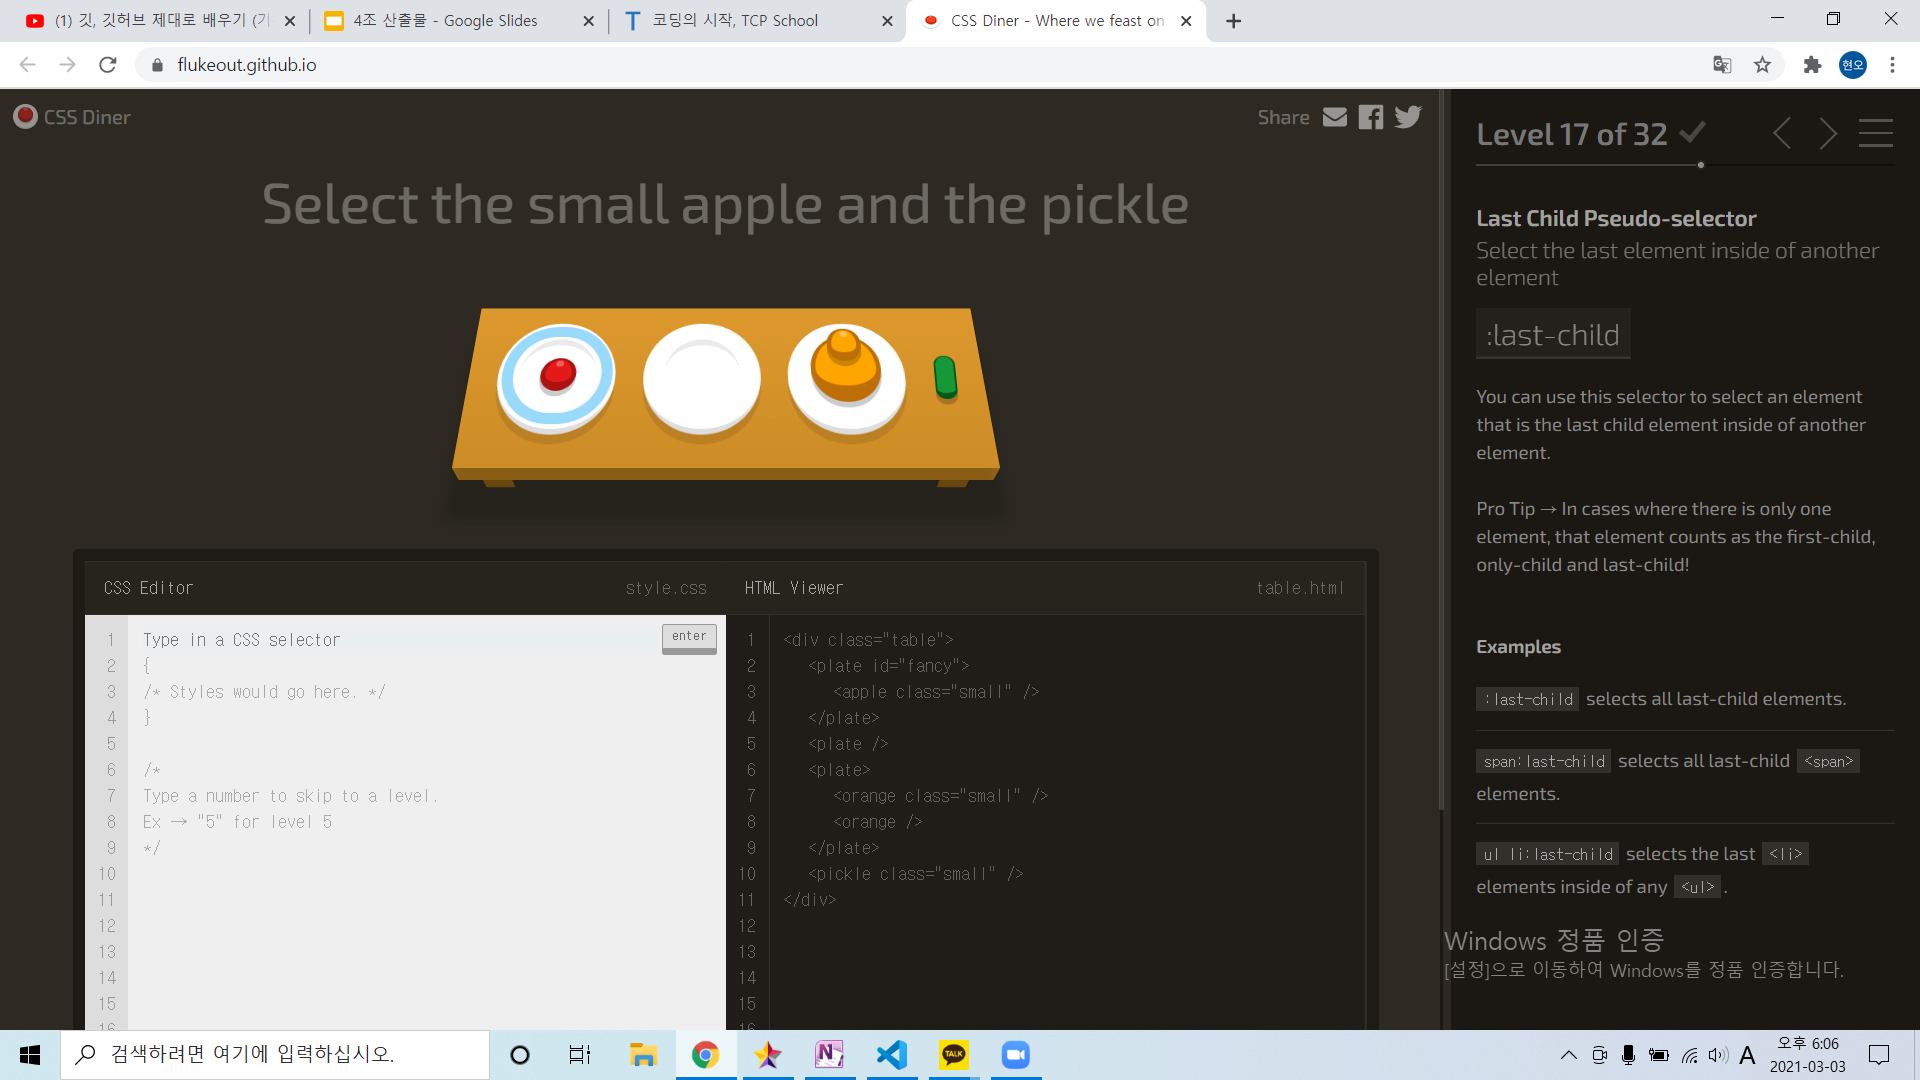 (1) 깃, 깃허브 제대로 배우기 (기
4조 산출물 - Google Slides
코딩의 시작, TCP School
CSS Diner - Where we feast on
flukeout.github.io
현오
CSS Diner
Share
Select the small apple and the pickle
CSS Editor
style.css
HTML Viewer
table.html
1 Type in a CSS selector
enter
2 {
3 /* Styles would go here. */
4 }
5
6 /*
7 Type a number to skip to a level.
8 Ex → "5" for level 5
9 */
10
11
12
13
14
15
16
1 <div class="table">
2 <plate id="fancy">
3 <apple class="small" />
4 </plate>
5 <plate />
6 <plate>
7 <orange class="small" />
8 <orange />
9 </plate>
10 <pickle class="small" />
11 </div>
12
13
14
15
16
Level 17 of 32
Last Child Pseudo-selector
Select the last element inside of another
element
:last-child
You can use this selector to select an element
that is the last child element inside of another
element.
Pro Tip → In cases where there is only one
element, that element counts as the first-child,
only-child and last-child!
Examples
:last-child selects all last-child elements.
span:last-child selects all last-child <span>
elements.
ul li:last-child selects the last <li>
elements inside of any <ul> .
Windows 정품 인증
[설정]으로 이동하여 Windows를 정품 인증합니다.
검색하려면 여기에 입력하십시오.
N
TALK
A
오후 6:06
2021-03-03